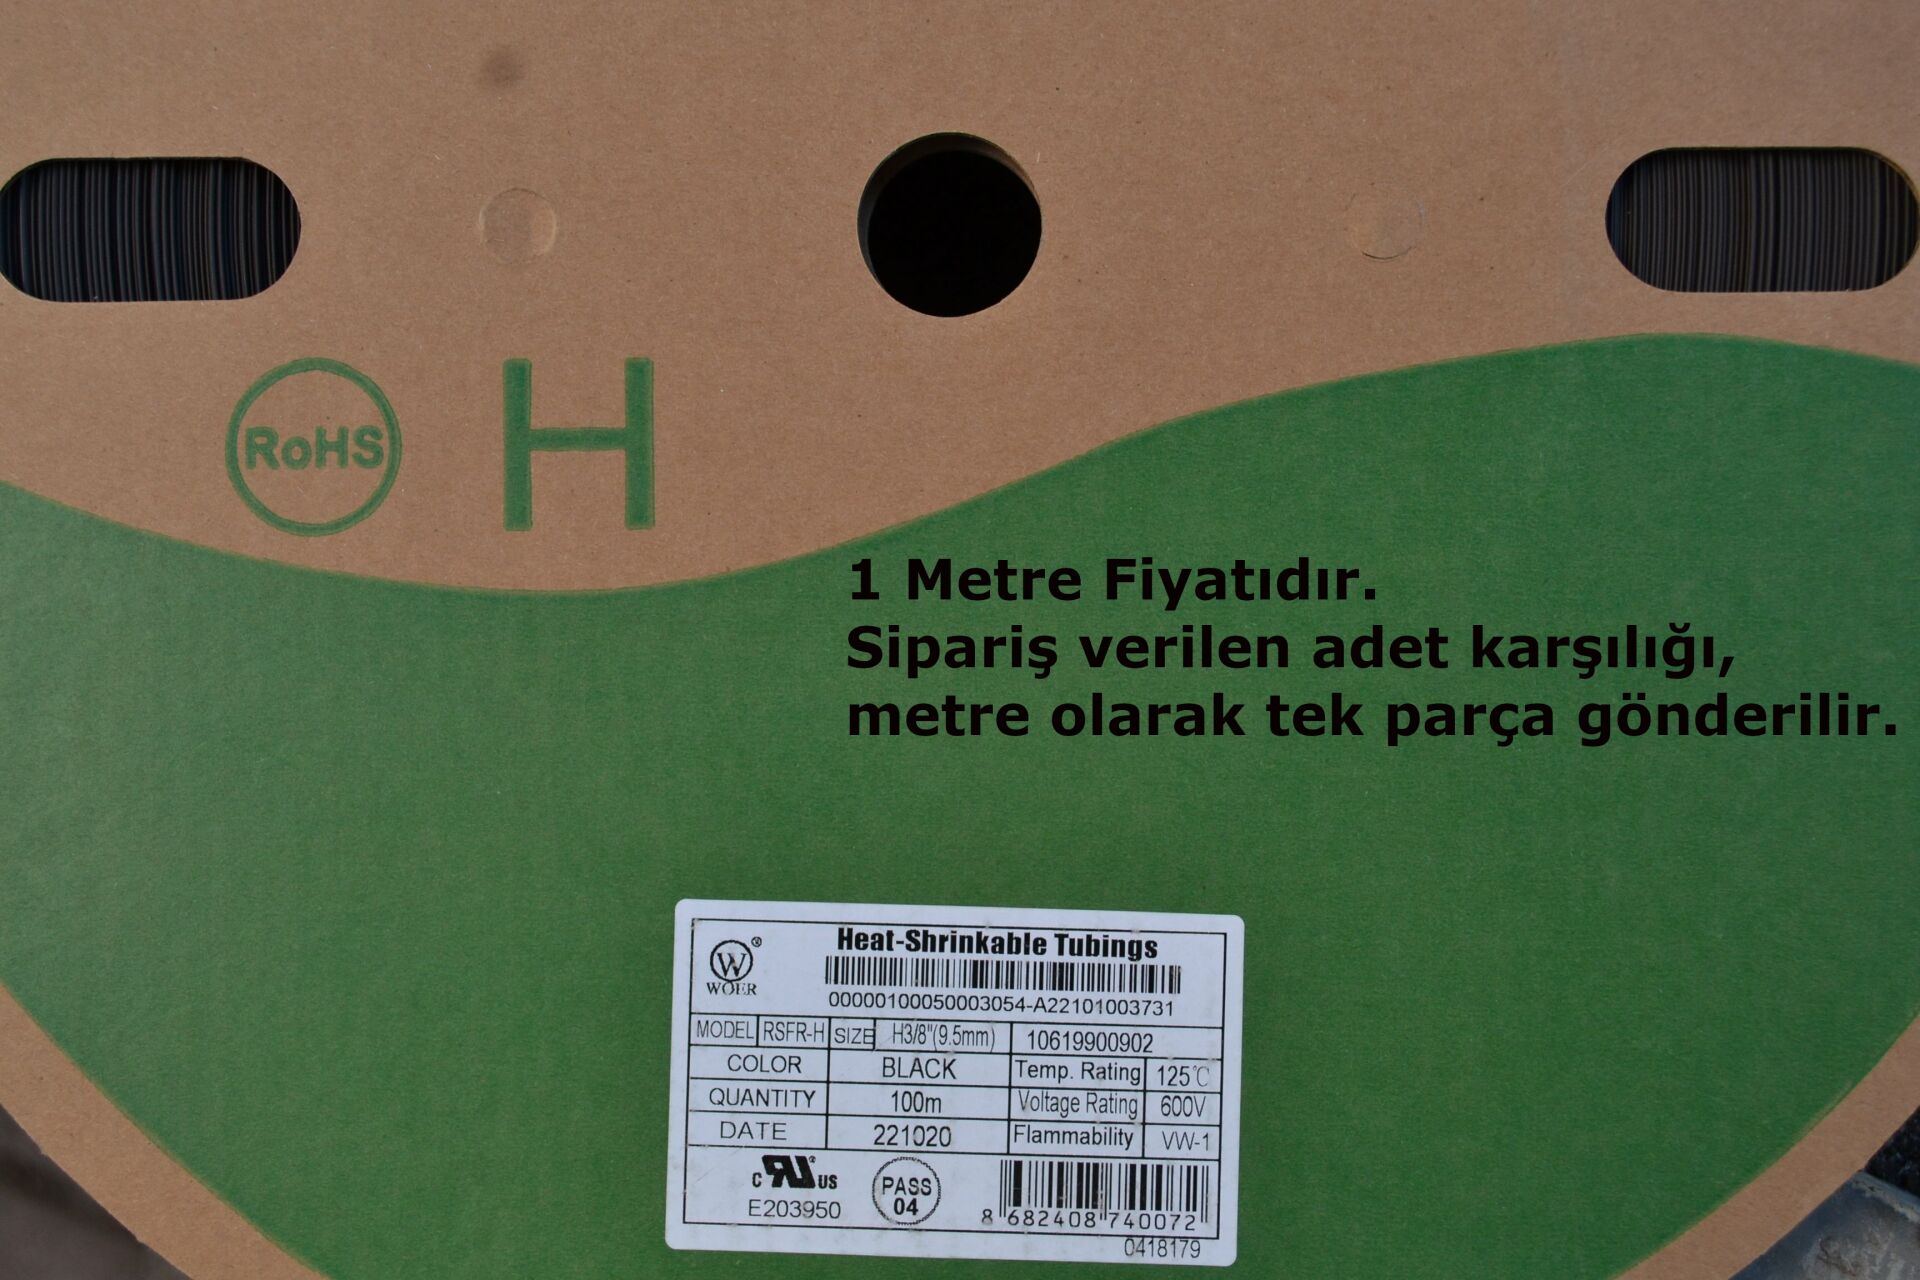 RoHS H
1 Metre Fiyatıdır.
Sipariş verilen adet karşılığı,
metre olarak tek parça gönderilir.
Heat-Shrinkable Tubings
W®
WOER
00000100050003054-A22101003731
MODEL RSFR-H SIZE H3/8"(9.5mm) 10619900902
COLOR BLACK Temp. Rating 125℃
QUANTITY 100m Voltage Rating 600V
DATE 221020 Flammability VW-1
c RU® US
E203950
PASS
04
8 682408 740072
0418179